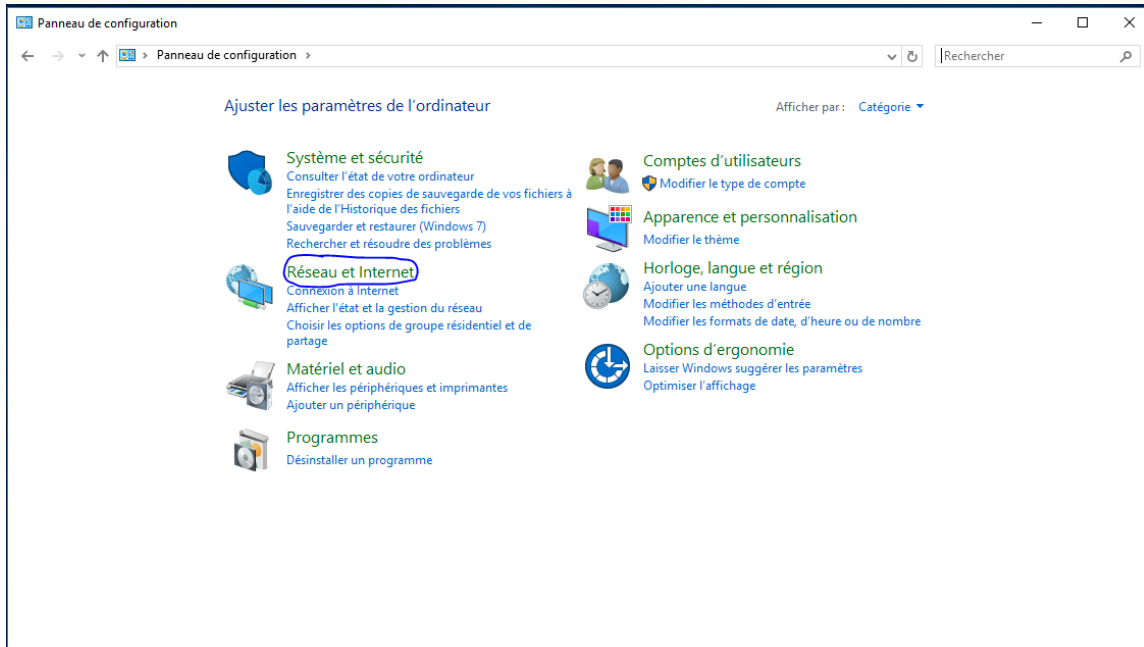 Panneau de configuration
Panneau de configuration
Rechercher
Ajuster les paramètres de l'ordinateur
Afficher par : Catégorie
Système et sécurité
Consulter l'état de votre ordinateur
Enregistrer des copies de sauvegarde de vos fichiers à
l'aide de l'Historique des fichiers
Sauvegarder et restaurer (Windows 7)
Rechercher et résoudre des problèmes
Réseau et Internet
Connexion à Internet
Afficher l'état et la gestion du réseau
Choisir les options de groupe résidentiel et de
partage
Matériel et audio
Afficher les périphériques et imprimantes
Ajouter un périphérique
Programmes
Désinstaller un programme
Comptes d'utilisateurs
Modifier le type de compte
Apparence et personnalisation
Modifier le thème
Horloge, langue et région
Ajouter une langue
Modifier les méthodes d'entrée
Modifier les formats de date, d'heure ou de nombre
Options d'ergonomie
Laisser Windows suggérer les paramètres
Optimiser l'affichage